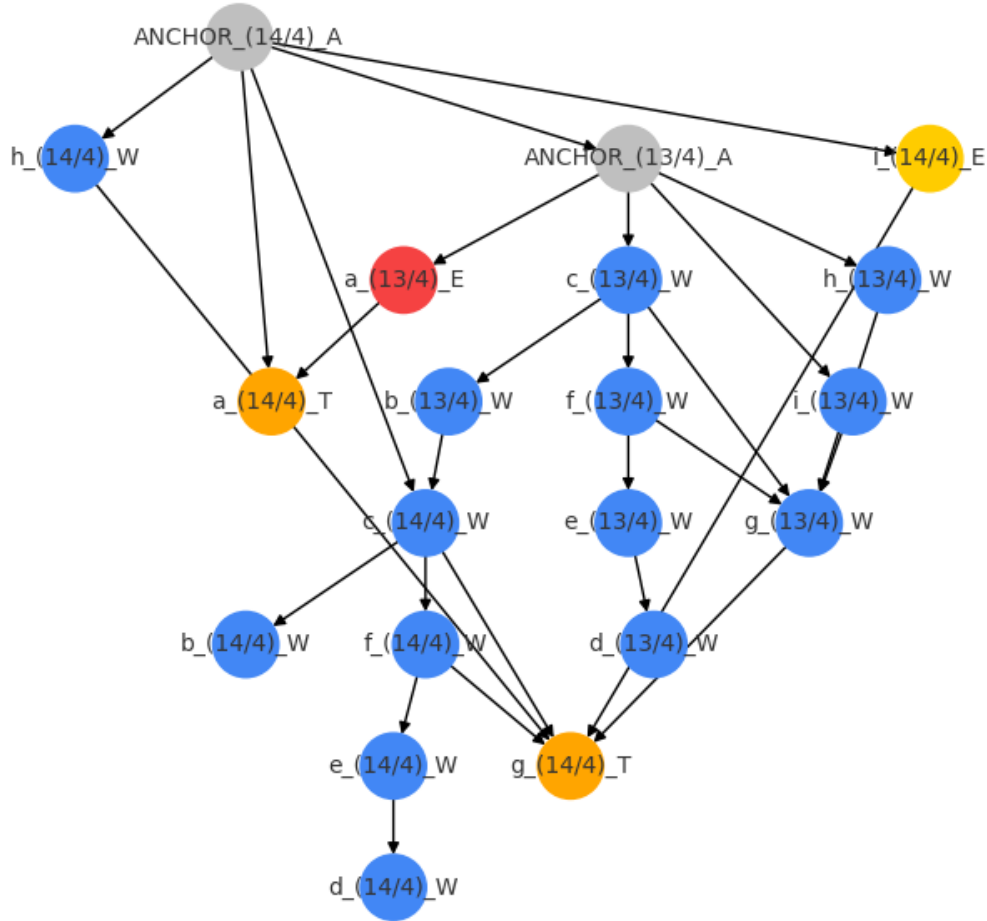 ANCHOR_(14/4)_A
h_(14/4)_W
ANCHOR_(13/4)_A
i_(14/4)_E
a_(13/4)_E
c_(13/4)_W
h_(13/4)_W
a_(14/4)_T
b_(13/4)_W
f_(13/4)_W
i_(13/4)_W
c_(14/4)_W
e_(13/4)_W
g_(13/4)_W
b_(14/4)_W
f_(14/4)_W
d_(13/4)_W
e_(14/4)_W
g_(14/4)_T
d_(14/4)_W